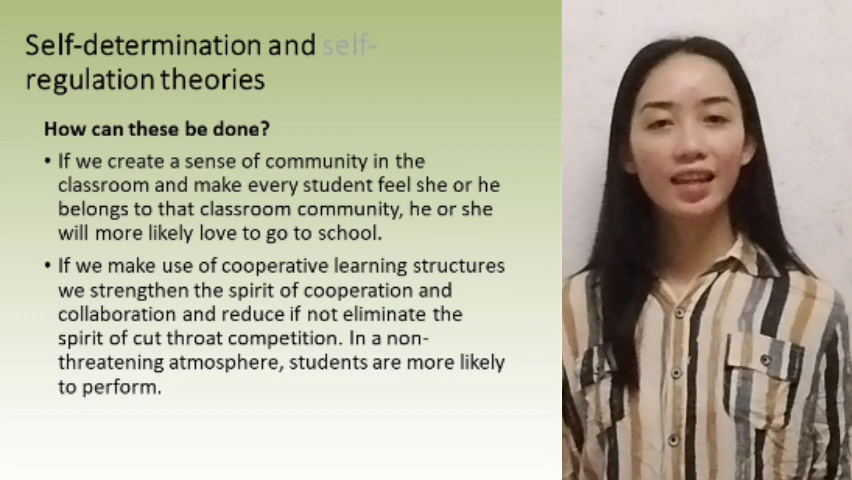 Self-determination and self-
regulation theories
How can these be done?
• If we create a sense of community in the
classroom and make every student feel she or he
belongs to that classroom community, he or she
will more likely love to go to school.
• If we make use of cooperative learning structures
we strengthen the spirit of cooperation and
collaboration and reduce if not eliminate the
spirit of cut throat competition. In a non-
threatening atmosphere, students are more likely
to perform.